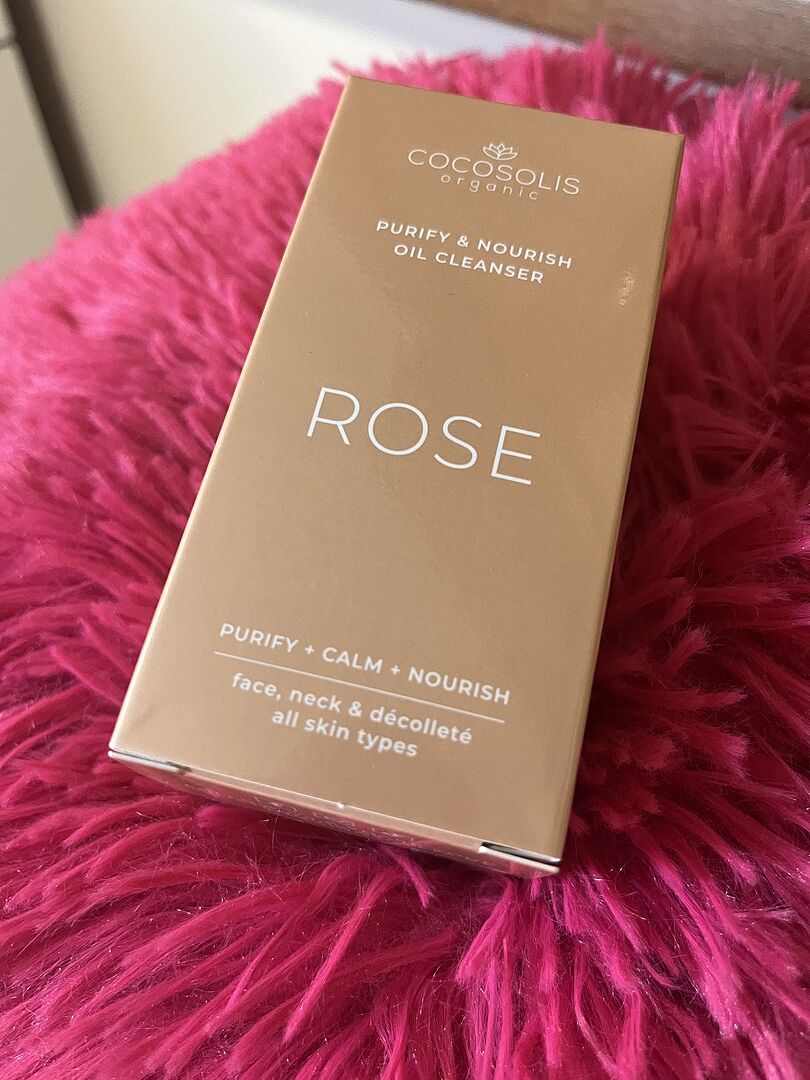 COCOSOLIS
organic
PURIFY & NOURISH
OIL CLEANSER
ROSE
PURIFY + CALM + NOURISH
face, neck & décolleté
all skin types